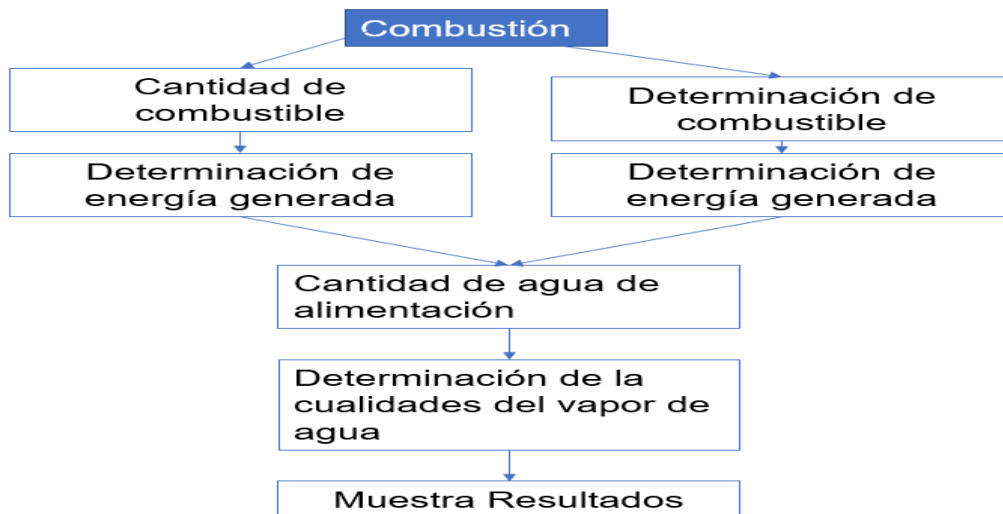 Combustión
Cantidad de
combustible
Determinación de
combustible
Determinación de
energía generada
Determinación de
energía generada
Cantidad de agua de
alimentación
Determinación de la
cualidades del vapor de
agua
Muestra Resultados